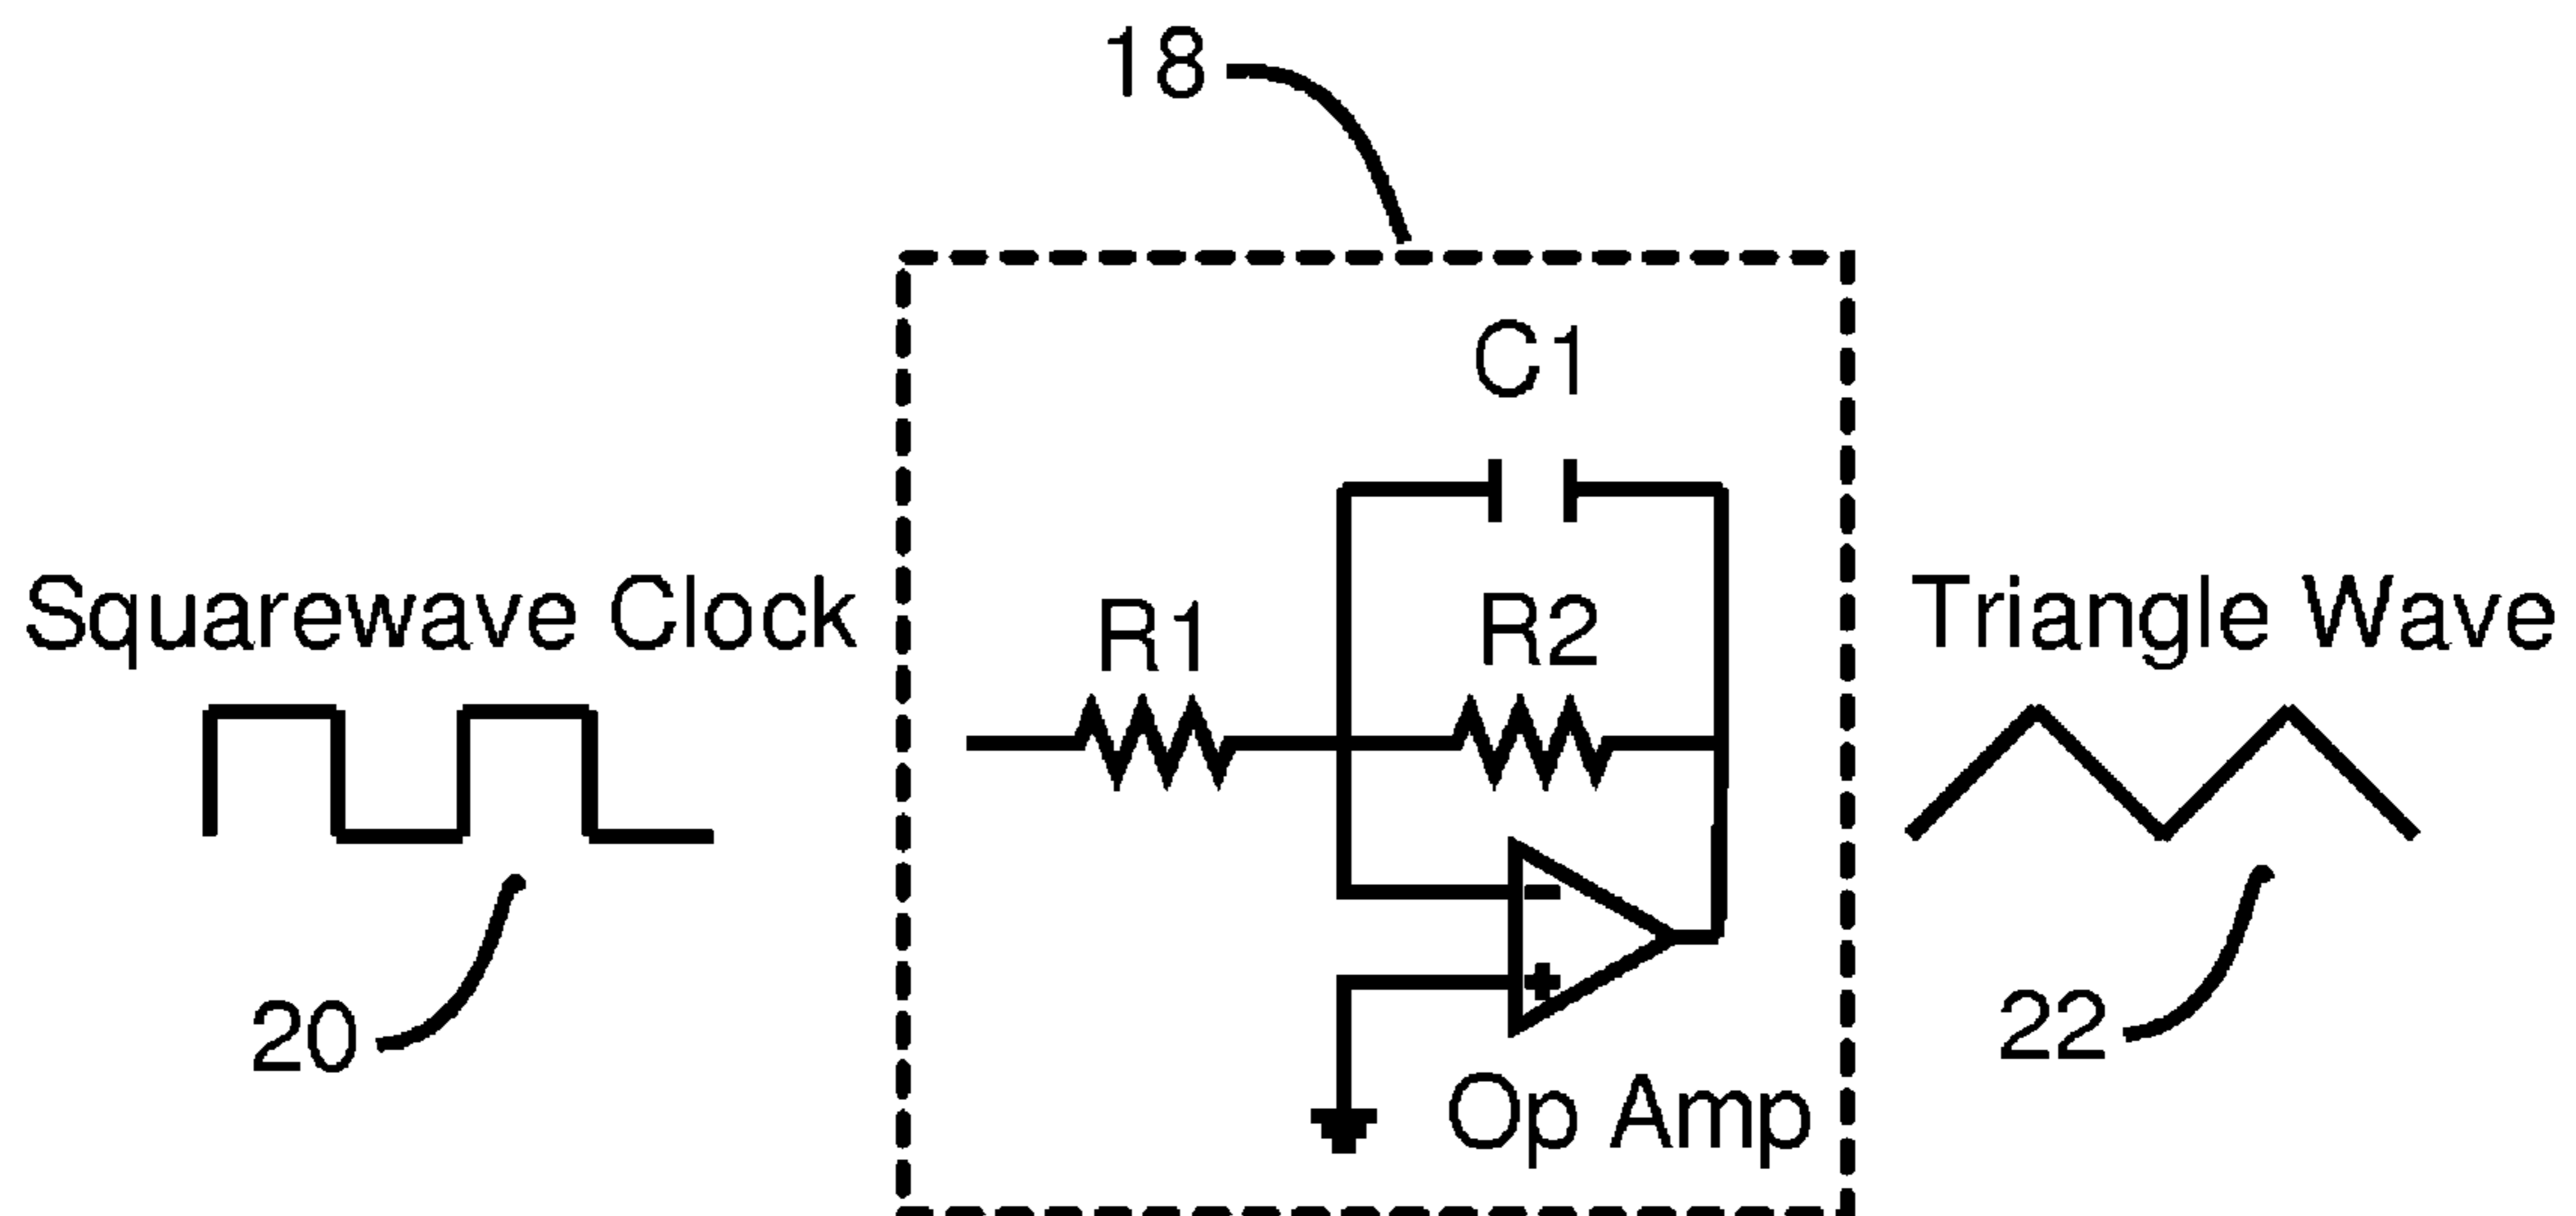 18
C1
Squarewave Clock
R1
R2
Triangle Wave
-
+
20
22
Op Amp